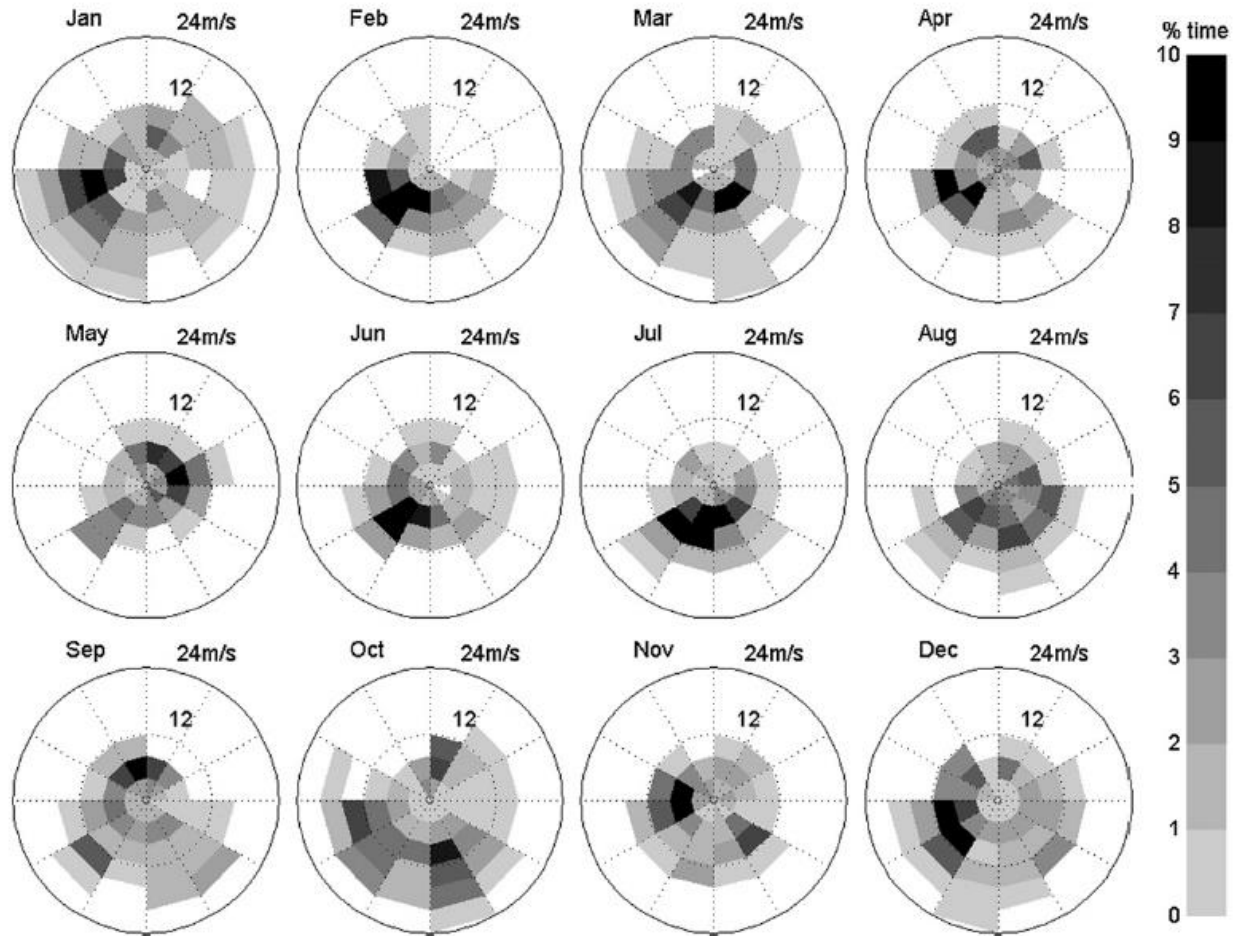 Jan 24m/s Feb 24m/s Mar 24m/s Apr 24m/s % time
12 12 12 12 10
9
8
7
May 24m/s Jun 24m/s Jul 24m/s Aug 24m/s
12 12 12 12 6
5
4
3
Sep 24m/s Oct 24m/s Nov 24m/s Dec 24m/s
12 12 12 12 2
1
0